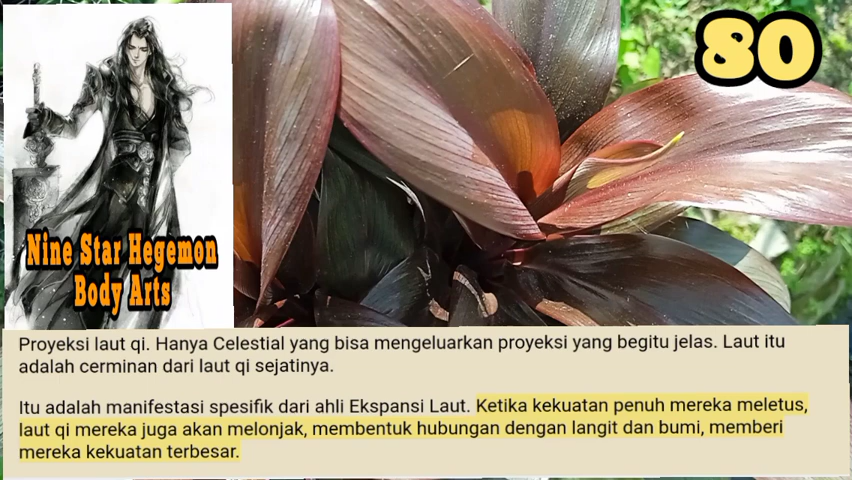 80
Nine Star Hegemon
Body Arts
Proyeksi laut qi. Hanya Celestial yang bisa mengeluarkan proyeksi yang begitu jelas. Laut itu
adalah cerminan dari laut qi sejatinya.
Itu adalah manifestasi spesifik dari ahli Ekspansi Laut. Ketika kekuatan penuh mereka meletus,
laut qi mereka juga akan melonjak, membentuk hubungan dengan langit dan bumi, memberi
mereka kekuatan terbesar.